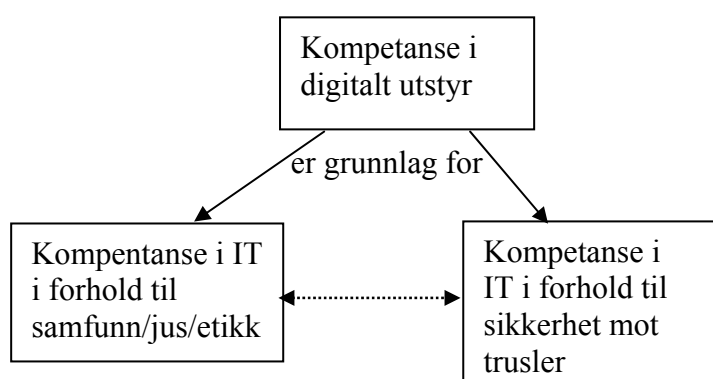 Kompetanse i
digitalt utstyr
er grunnlag for
Kompentanse i IT
i forhold til
samfunn/jus/etikk
Kompetanse i
IT i forhold til
sikkerhet mot
trusler